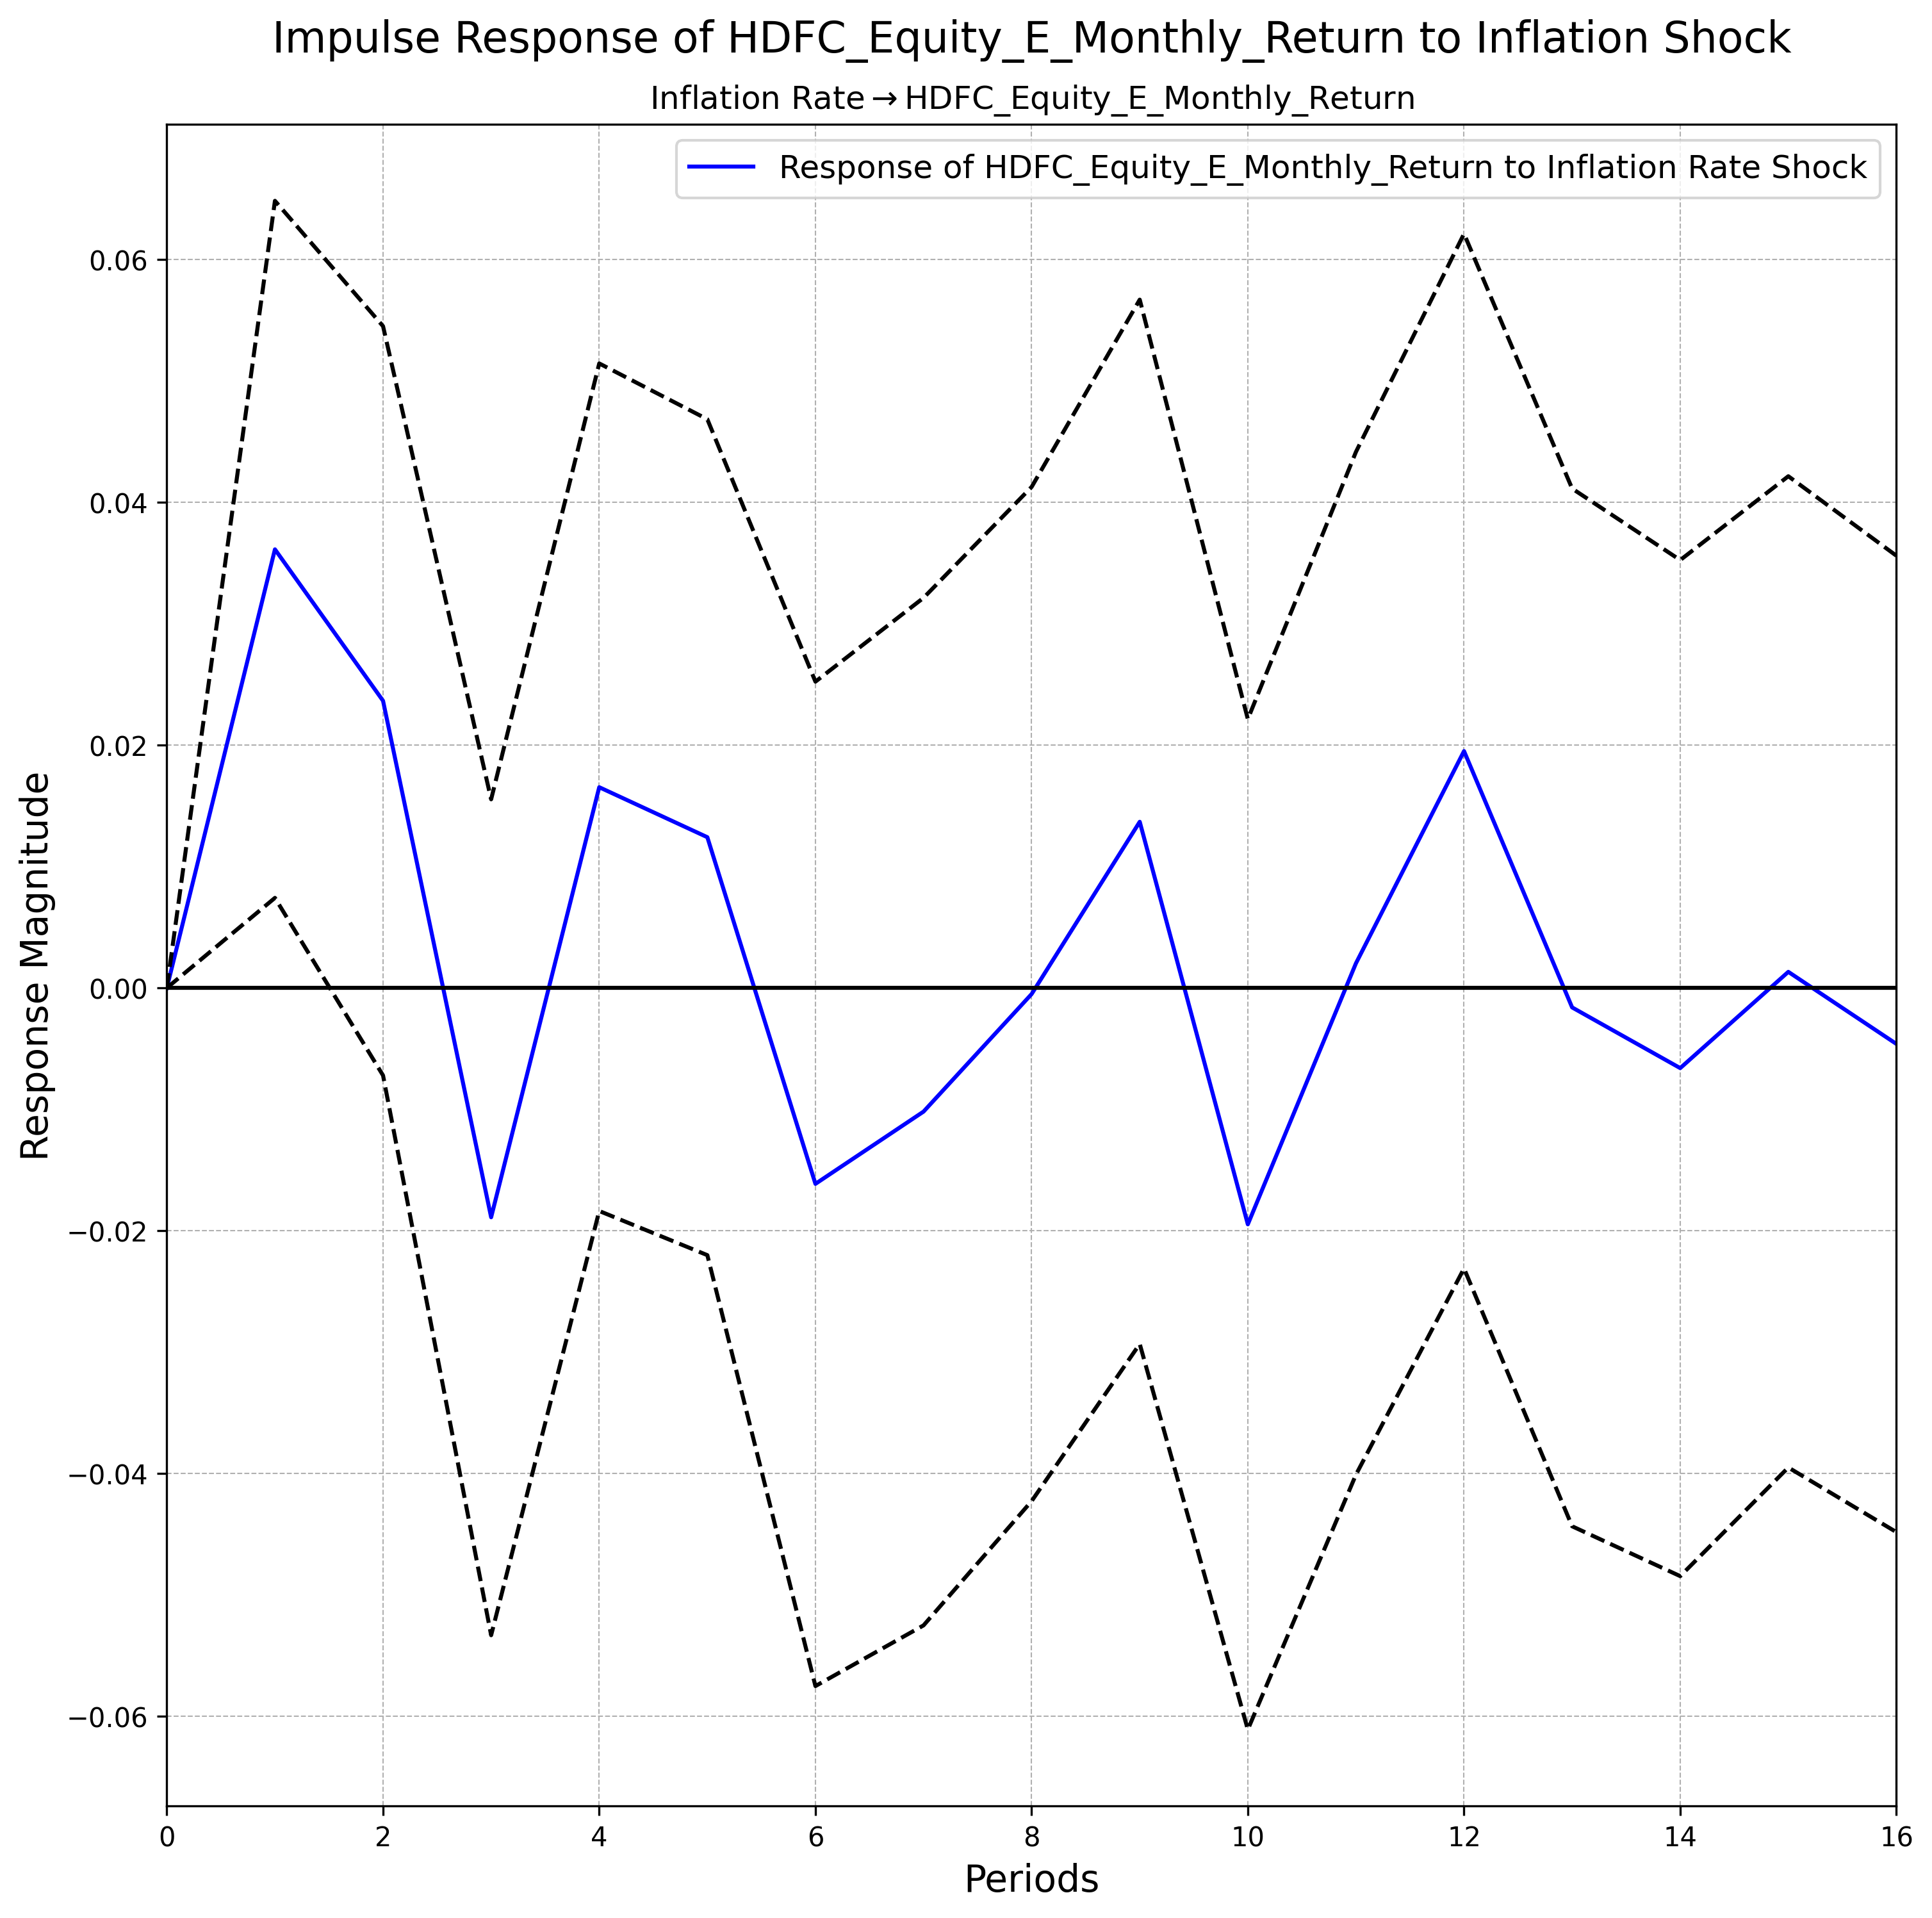 Impulse Response of HDFC_Equity_E_Monthly_Return to Inflation Shock
Inflation Rate→HDFC_Equity_E_Monthly_Return
Response of HDFC_Equity_E_Monthly_Return to Inflation Rate Shock
Response Magnitude
0.06
0.04
0.02
0.00
−0.02
−0.04
−0.06
0 2 4 6 8 10 12 14 16
Periods